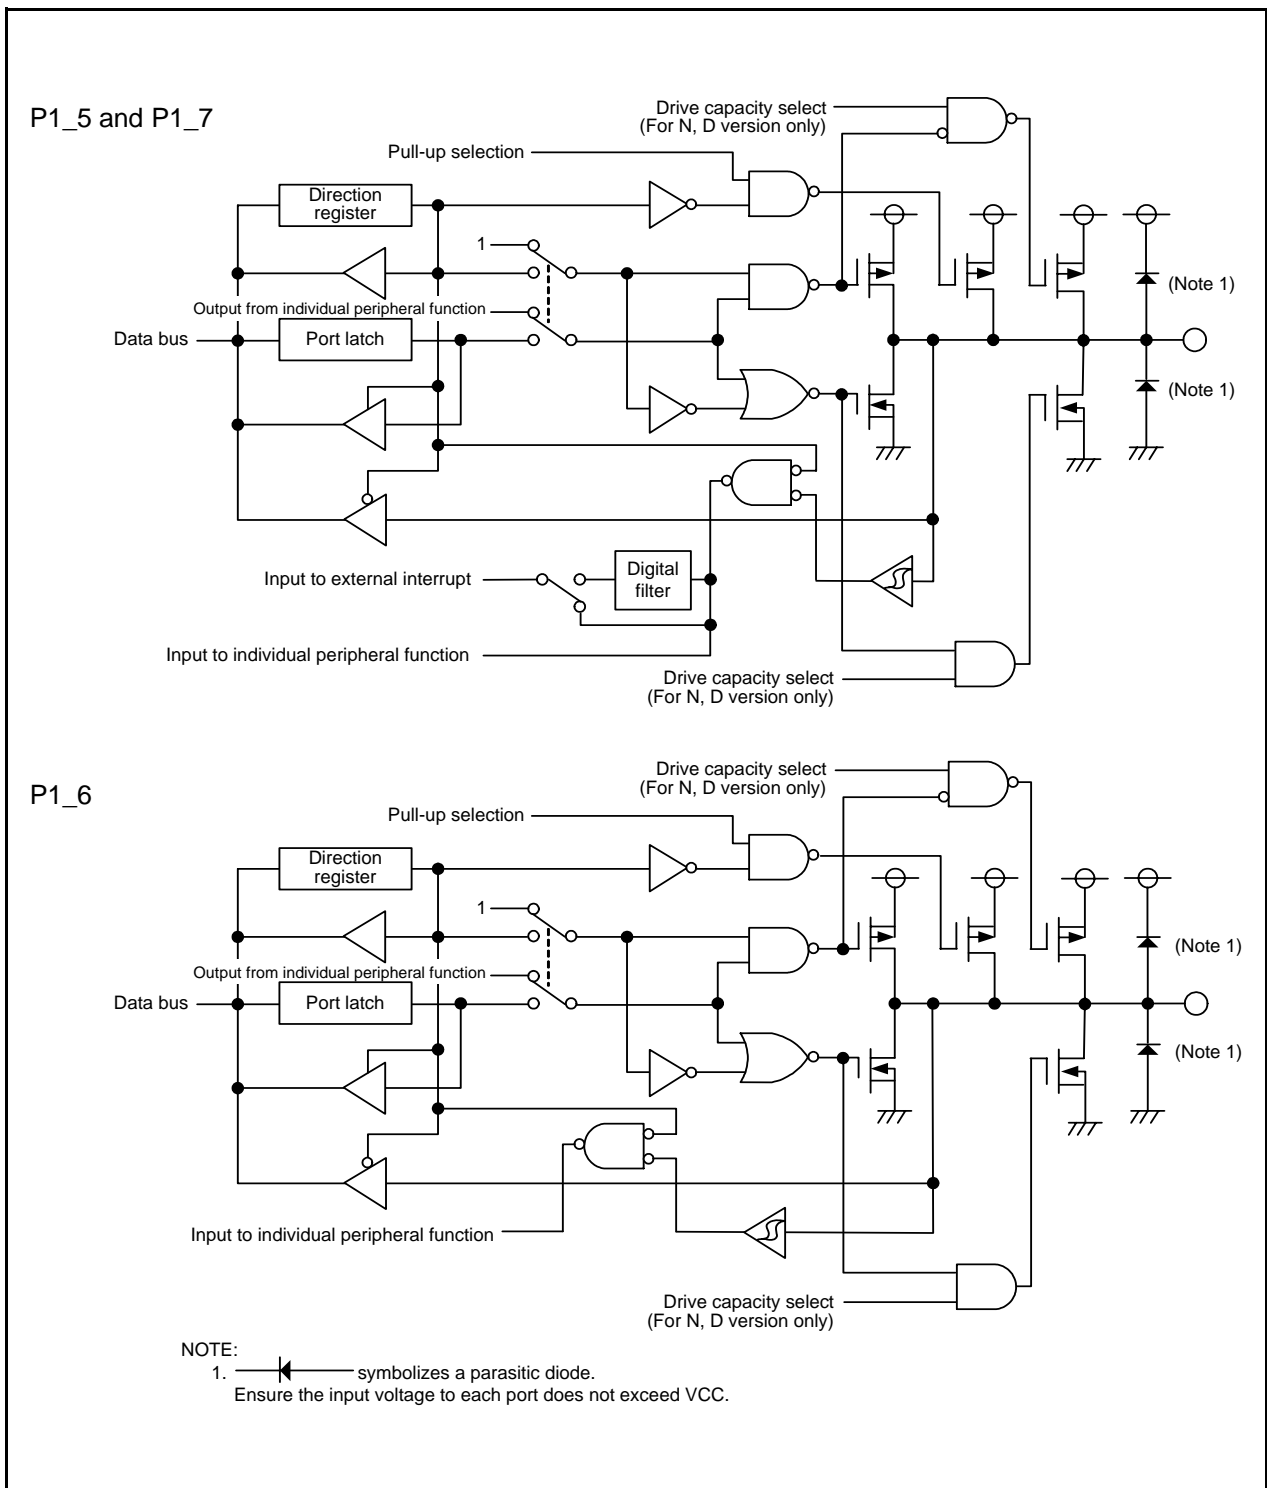 P1_5 and P1_7
Drive capacity select
(For N, D version only)
Pull-up selection
Direction
register
1
(Note 1)
Output from individual peripheral function
Data bus
Port latch
(Note 1)
Input to external interrupt
Digital
filter
Input to individual peripheral function
Drive capacity select
(For N, D version only)
P1_6
Drive capacity select
(For N, D version only)
Pull-up selection
Direction
register
1
(Note 1)
Output from individual peripheral function
Data bus
Port latch
(Note 1)
Input to individual peripheral function
Drive capacity select
(For N, D version only)
NOTE:
1. symbolizes a parasitic diode.
Ensure the input voltage to each port does not exceed VCC.